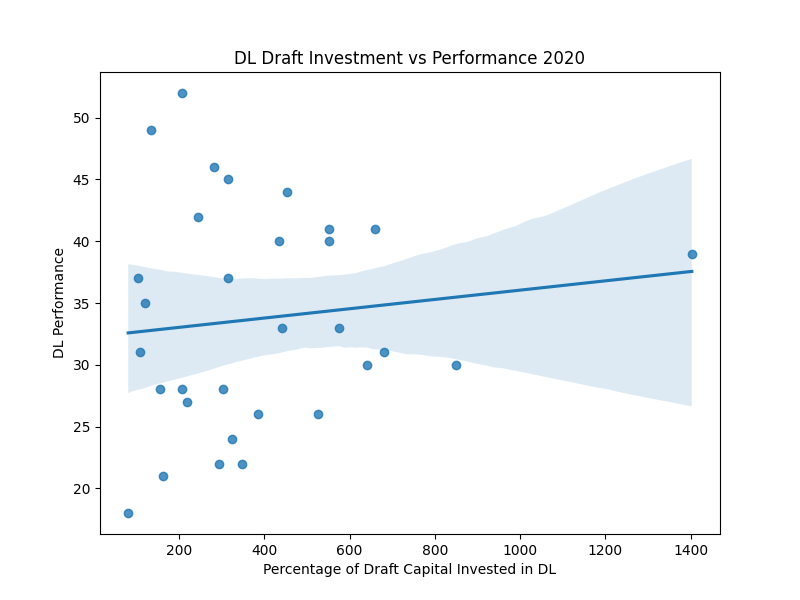 DL Draft Investment vs Performance 2020
50
45
40
35
30
25
20
DL Performance
200 400 600 800 1000 1200 1400
Percentage of Draft Capital Invested in DL